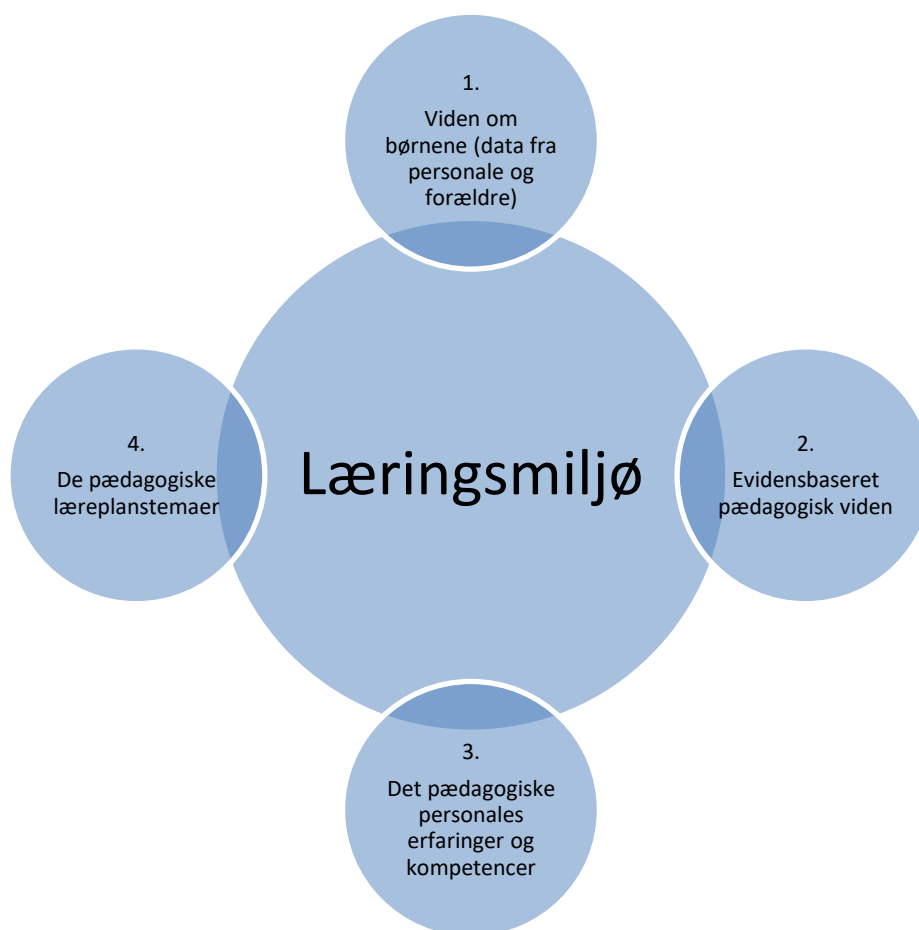 1.
Viden om
børnene (data fra
personale og
forældre)
4.
De pædagogiske
læreplanstemaer
Læringsmiljø
2.
Evidensbaseret
pædagogisk viden
3.
Det pædagogiske
personales
erfaringer og
kompetencer